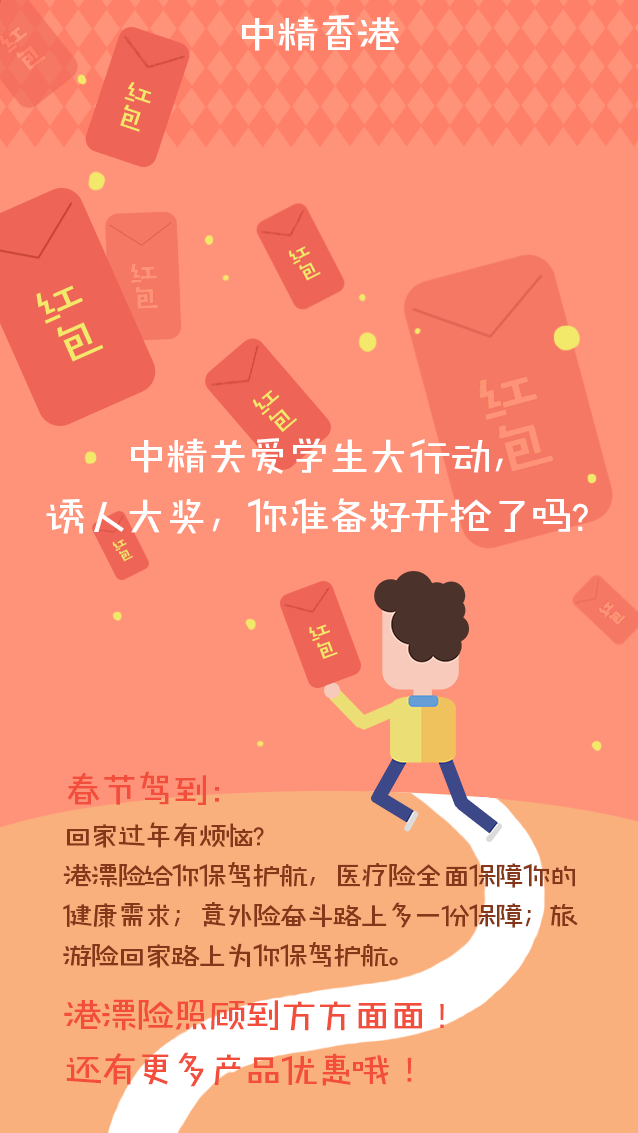 中精香港
红包
红包
红包
红包
红包
红包
红包
中精关爱学生大行动,
诱人大奖，你准备好开抢了吗?
红包
红包
红包
春节驾到:
回家过年有烦恼?
港漂险给你保驾护航，医疗险全面保障你的
健康需求；意外险奋斗路上多一份保障；旅
游险回家路上为你保驾护航。
港漂险照顾到方方面面！
还有更多产品优惠哦！